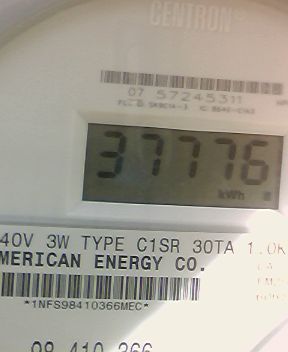 CENTRON®
07 57245311
37776
kWh
40V 3W TYPE C1SR 30TA 1.0K
MERICAN ENERGY CO.
*1NFS98410366MEC*
98 410 366